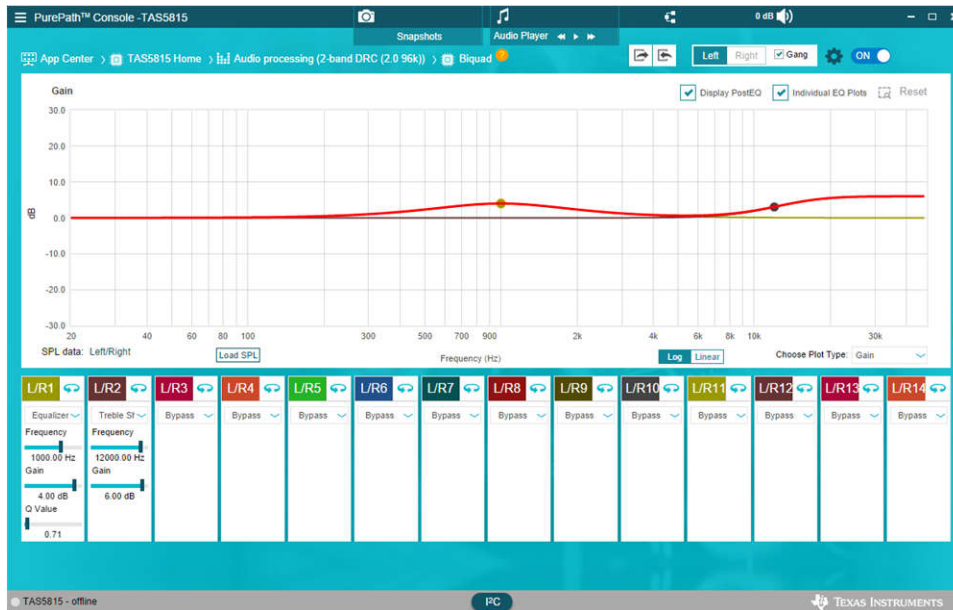 PurePath™ Console -TAS5815
0 dB
Snapshots
Audio Player
App Center > TAS5815 Home > Audio processing (2-band DRC (2.0 96k)) > Biquad ?
Left Right Gang ON
Gain
Display PostEQ Individual EQ Plots Reset
30.0
20.0
10.0
dB
0.0
-10.0
-20.0
-30.0
20 40 60 80 100 300 500 700 900 2k 4k 6k 8k 10k 30k
SPL data: Left/Right Load SPL Frequency (Hz) Log Linear Choose Plot Type: Gain
L/R1 L/R2 L/R3 L/R4 L/R5 L/R6 L/R7 L/R8 L/R9 L/R10 L/R11 L/R12 L/R13 L/R14
Equalizer Treble Sf Bypass Bypass Bypass Bypass Bypass Bypass Bypass Bypass Bypass Bypass Bypass Bypass
Frequency Frequency
1000.00 Hz 12000.00 Hz
Gain Gain
4.00 dB 6.00 dB
Q Value
0.71
TAS5815 - offline I²C TEXAS INSTRUMENTS